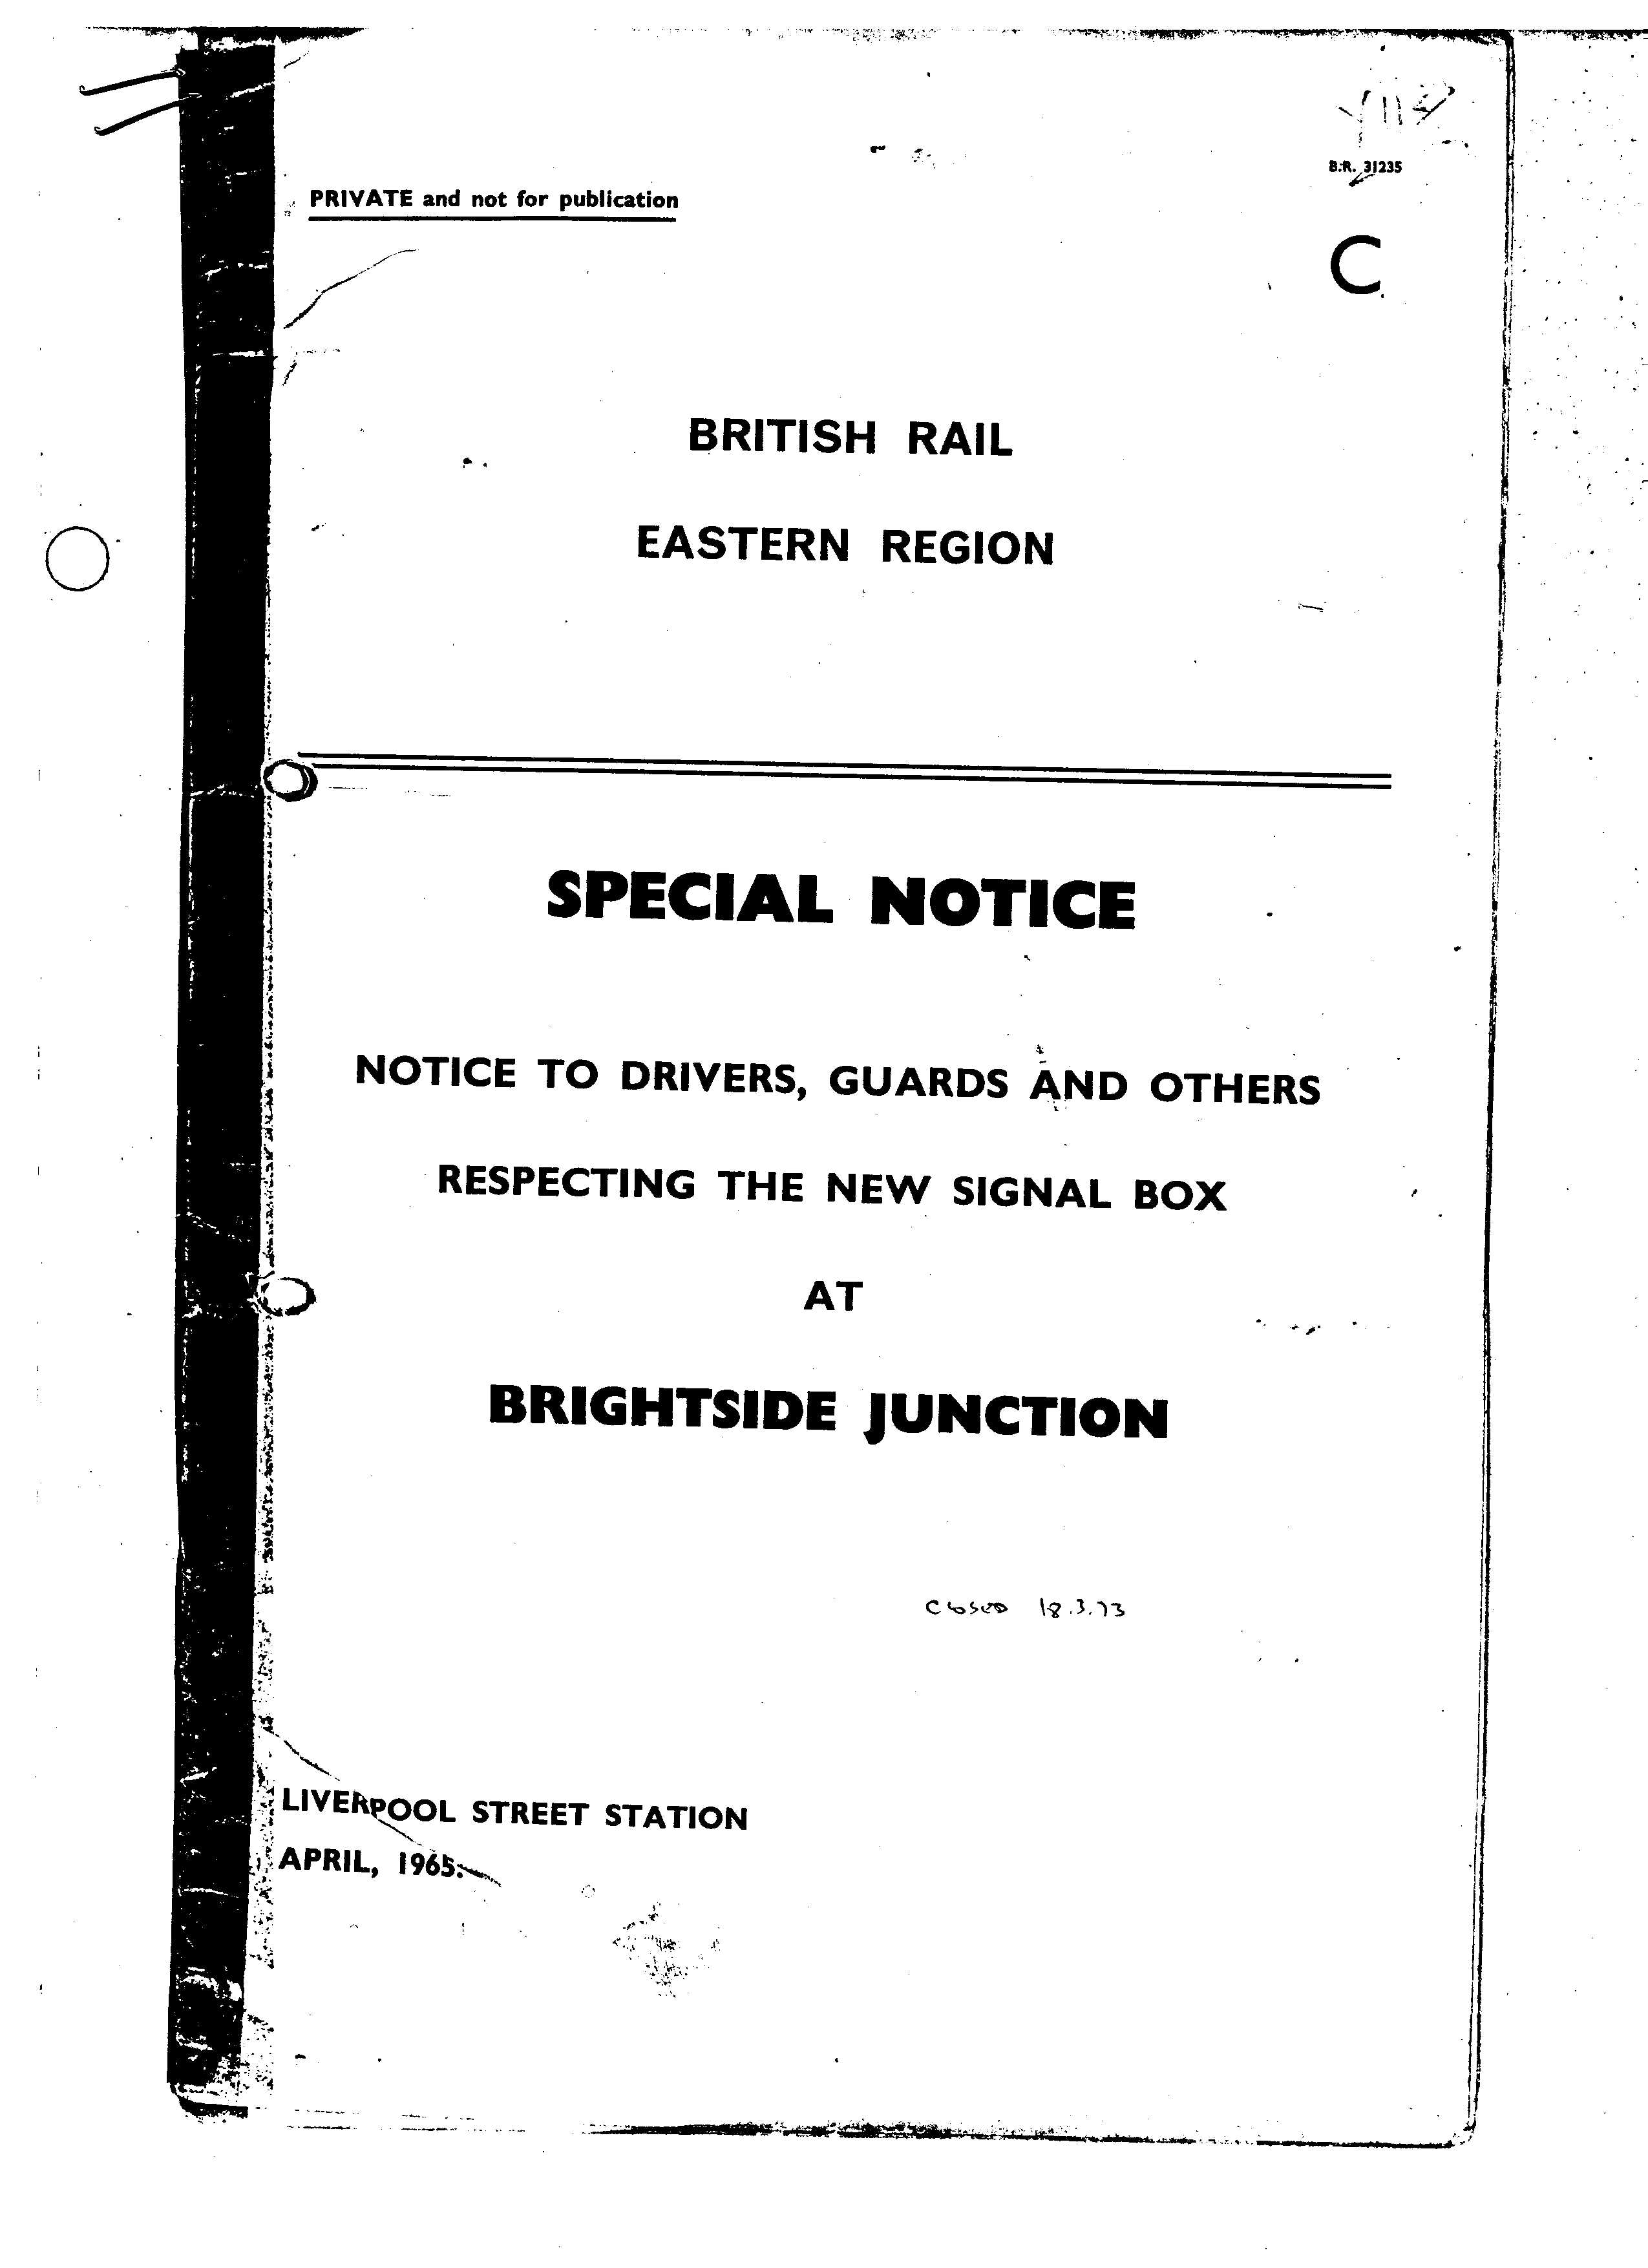 B.R. 31235
PRIVATE and not for publication
C
BRITISH RAIL
EASTERN REGION
SPECIAL NOTICE
NOTICE TO DRIVERS, GUARDS AND OTHERS
RESPECTING THE NEW SIGNAL BOX
AT
BRIGHTSIDE JUNCTION
CLOSED 18.3.73
LIVERPOOL STREET STATION
APRIL, 1965.